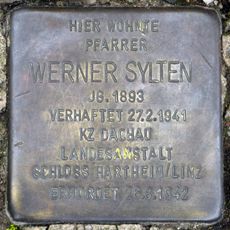 HIER WOHNTE
PFARRER
WERNER SYLTEN
JG. 1893
VERHAFTET 27.2.1941
KZ DACHAU
LANDESANSTALT
SCHLOSS HARTHEIM/LINZ
ERMORDET 26.8.1942